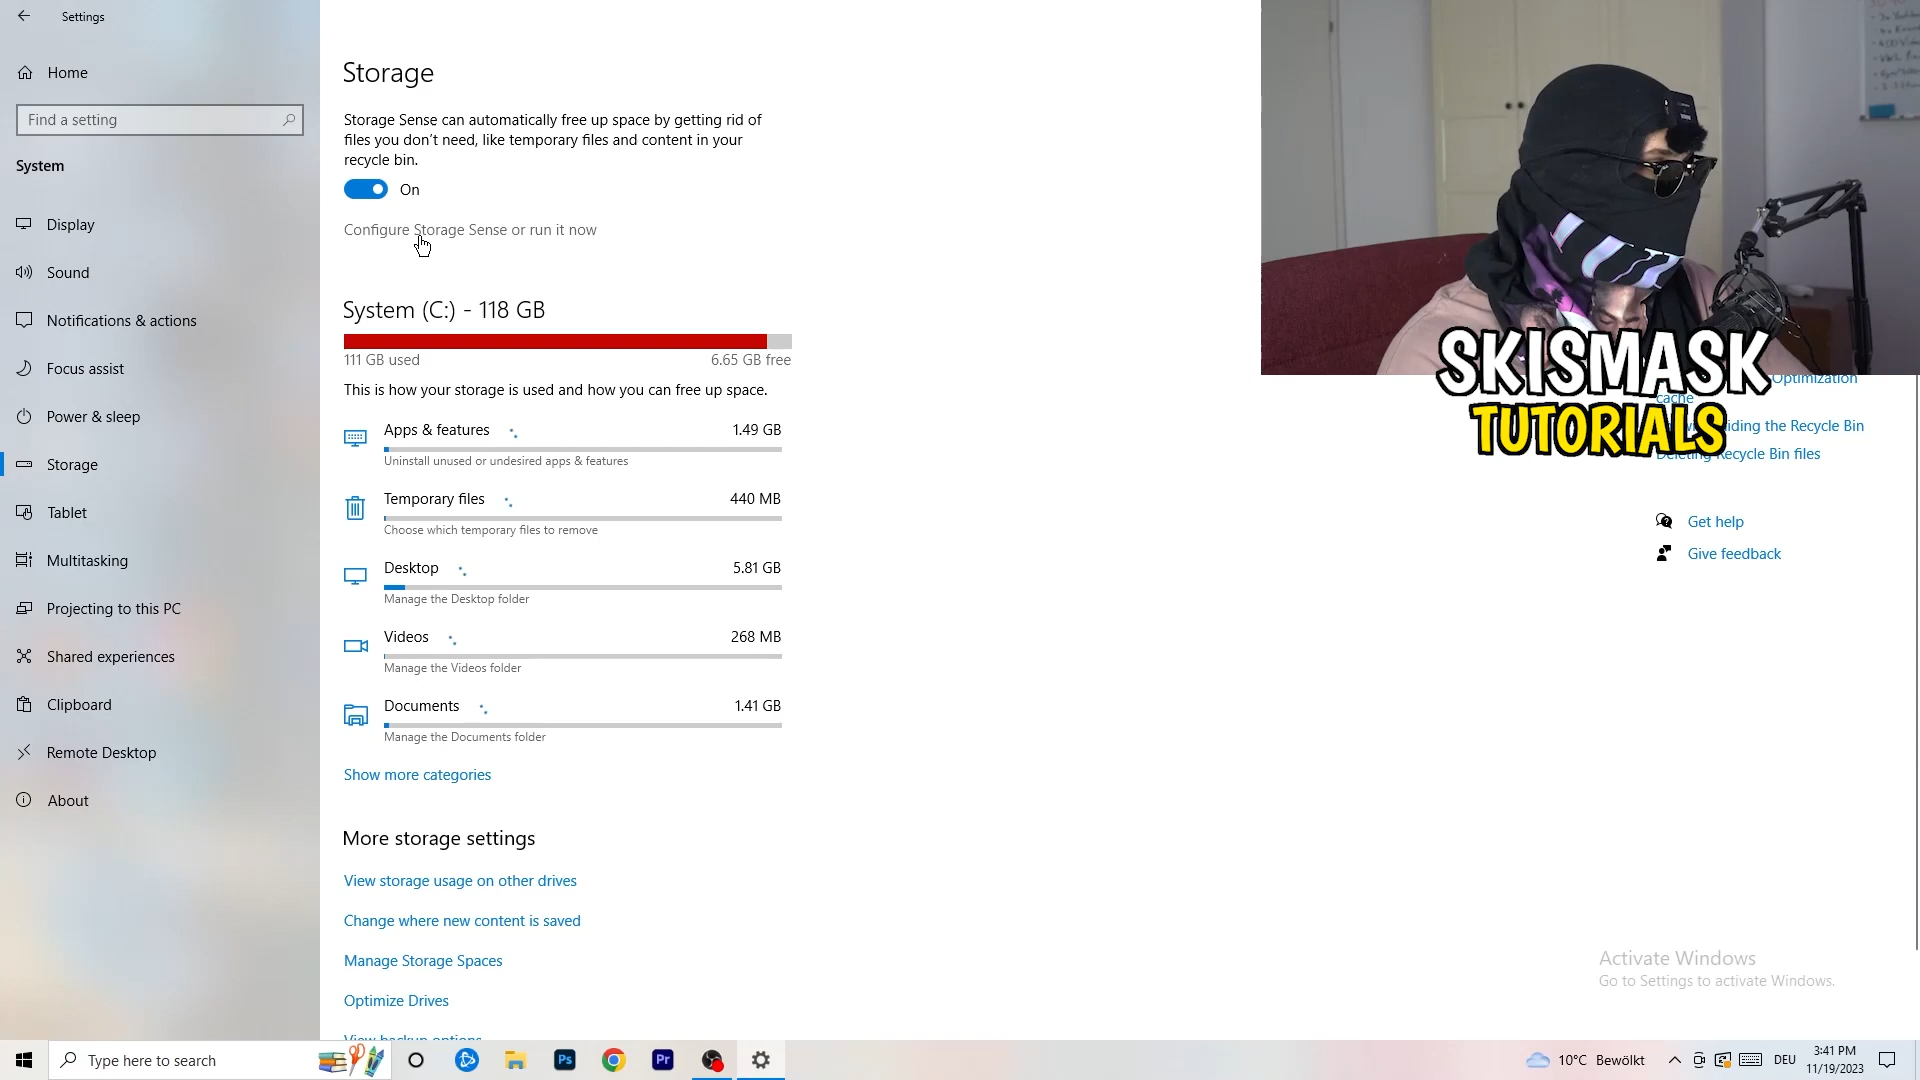 Settings
Home
Find a setting
System
Display
Sound
Notifications & actions
Focus assist
Power & sleep
Storage
Tablet
Multitasking
Projecting to this PC
Shared experiences
Clipboard
Remote Desktop
About
Storage
Storage Sense can automatically free up space by getting rid of
files you don't need, like temporary files and content in your
recycle bin.
On
Configure Storage Sense or run it now
System (C:) - 118 GB
111 GB used 6.65 GB free
This is how your storage is used and how you can free up space.
Apps & features 1.49 GB
Uninstall unused or undesired apps & features
Temporary files 440 MB
Choose which temporary files to remove
Desktop 5.81 GB
Manage the Desktop folder
Videos 268 MB
Manage the Videos folder
Documents 1.41 GB
Manage the Documents folder
Show more categories
More storage settings
View storage usage on other drives
Change where new content is saved
Manage Storage Spaces
Optimize Drives
View backup options
SKISMASK
TUTORIALS
Optimization
cache
the Recycle Bin
Deleting Recycle Bin files
Get help
Give feedback
Activate Windows
Go to Settings to activate Windows.
Type here to search
Ps
Pr
10°C Bewölkt
DEU
3:41 PM
11/19/2023